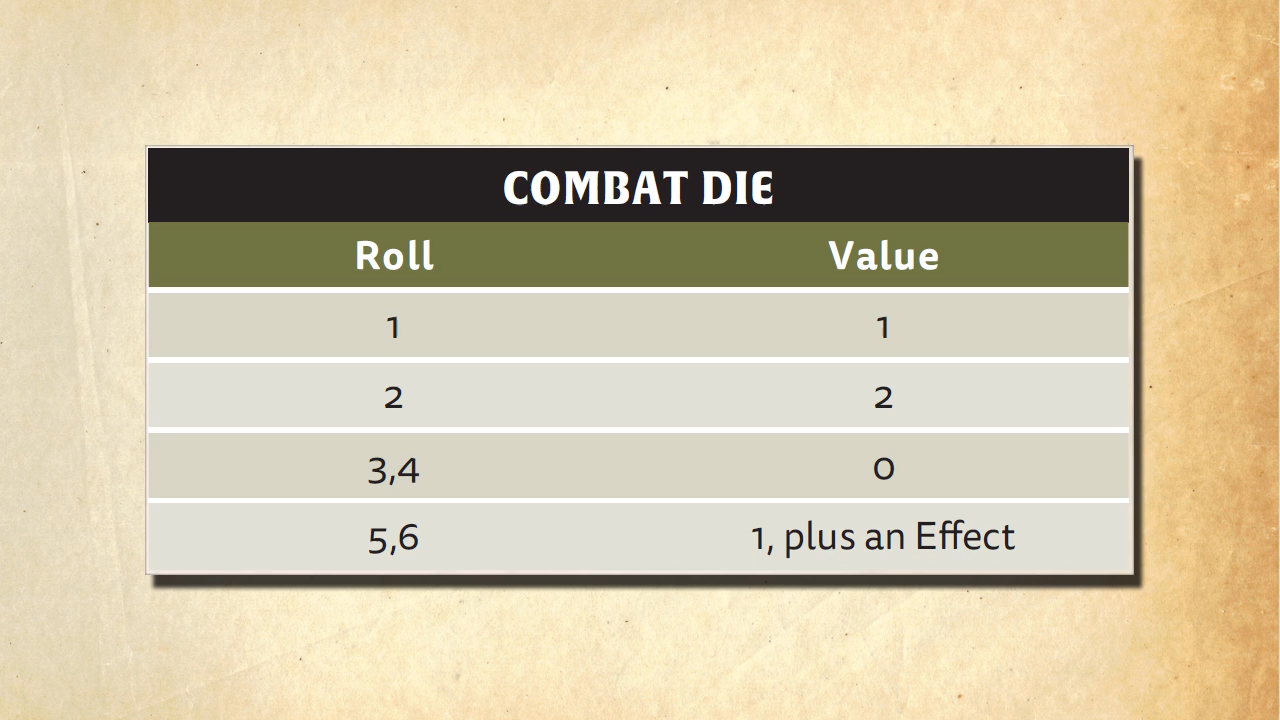 COMBAT DIE
Roll Value
1 1
2 2
3,4 0
5,6 1, plus an Effect